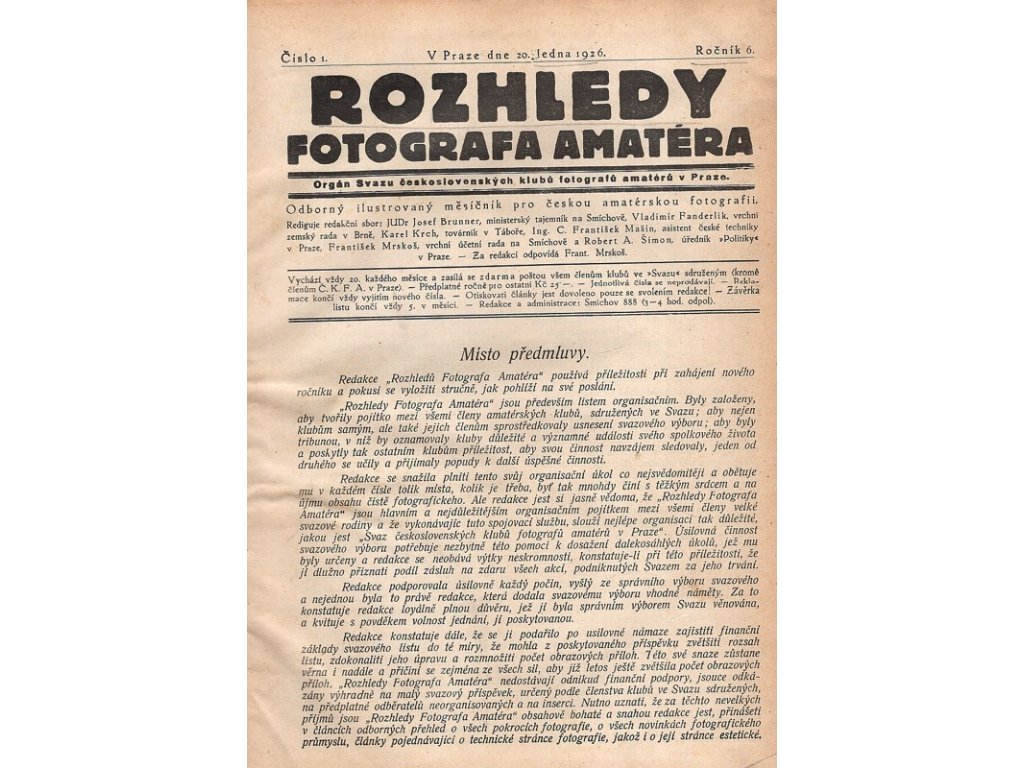 Číslo 1. V Praze dne 20. ledna 1926. Ročník 6.
ROZHLEDY
FOTOGRAFA AMATÉRA
Orgán Svazu československých klubů fotografů amatérů v Praze.
Odborný ilustrovaný měsíčník pro českou amatérskou fotografii.
Rediguje redakční sbor: JUDr Josef Brunner, ministerský tajemník na Smíchově, Vladimír Fanderlik, vrchní
zemský rada v Brně, Karel Krch, továrník v Táboře, Ing. C. František Mašin, asistent české techniky
v Praze, František Mrskoš, vrchní účetní rada na Smíchově a Robert A. Šimon, úředník »Politiky«
v Praze. — Za redakci odpovídá Frant. Mrskoš.
Vychází vždy 20. každého měsíce a zasílá se zdarma poštou všem členům klubů ve »Svazu« sdruženým (kromě
členům Č. K. F. A. v Praze). — Předplatné ročně pro ostatní Kč 25·—. — Jednotlivá čísla se neprodávají. — Rekla-
mace končí vždy vyjitím nového čísla. — Otiskovati články jest dovoleno pouze se svolením redakce! — Závěrka
listu končí vždy 5. v měsíci. — Redakce a administrace: Smíchov 888 (3—4 hod. odpol).
Místo předmluvy.
Redakce „Rozhledů Fotografa Amatéra“ používá příležitosti při zahájení nového
ročníku a pokusí se vyložiti stručně, jak pohlíží na své poslání.
„Rozhledy Fotografa Amatéra“ jsou především listem organisačním. Byly založeny,
aby tvořily pojítko mezi všemi členy amatérských klubů, sdružených ve Svazu; aby nejen
klubům samým, ale také jejich členům sprostředkovaly usnesení svazového výboru; aby byly
tribunou, v níž by oznamovaly kluby důležité a významné události svého spolkového života
a poskytly tak ostatním klubům příležitost, aby svou činnost navzájem sledovaly, jeden od
druhého se učily a přijímaly popudy k další úspěšné činnosti.
Redakce se snažila plniti tento svůj organisační úkol co nejsvědomitěji a obětuje
mu v každém čísle tolik místa, kolik je třeba, byť tak mnohdy činí s těžkým srdcem a na
újmu obsahu čistě fotografickeho. Ale redakce jest si jasně vědoma, že „Rozhledy Fotografa
Amatéra“ jsou hlavním a nejdůležitějším organisačním pojítkem mezi všemi členy velké
svazové rodiny a že vykonávajíc tuto spojovací službu, slouží nejlépe organisaci tak důležité,
jakou jest „Svaz československých klubů fotografů amatérů v Praze“. Úsilovná činnost
svazového výboru potřebuje nezbytně této pomoci k dosažení dalekosáhlých úkolů, jež mu
byly určeny a redakce se neobává výtky neskromnosti, konstatuje-li při této příležitosti, že
jí dlužno přiznati podíl zásluh na zdaru všech akcí, podniknutých Svazem za jeho trvání.
Redakce podporovala úsilovně každý počin, vyšlý ze správního výboru svazového
a nejednou byla to právě redakce, která dodala svazovému výboru vhodné náměty. Za to
konstatuje redakce loyálně plnou důvěru, jež jí byla správním výborem Svazu věnována,
a kvituje s povděkem volnost jednání, jí poskytovanou.
Redakce konstatuje dále, že se jí podařilo po usilovné námaze zajistiti finanční
základy svazového listu do té míry, že mohla z poskytovaného příspěvku zvětšiti rozsah
listu, zdokonaliti jeho úpravu a rozmnožiti počet obrazových příloh. Této své snaze zůstane
věrna i nadále a přičiní se zejména ze všech sil, aby již letos ještě zvětšila počet obrazových
příloh. „Rozhledy Fotografa Amatéra“ nedostávají odnikud finanční podpory, jsouce odká-
zány výhradně na malý svazový příspěvek, určený podle členstva klubů ve Svazu sdružených,
na předplatné odběratelů neorganisovaných a na inserci. Nutno uznati, že za těchto nevelkých
příjmů jsou „Rozhledy Fotografa Amatéra“ obsahově bohaté a snahou redakce jest, přinášeti
v článcích odborných přehled o všech pokrocích fotografie, o všech novinkách fotografického
průmyslu, články pojednávající o technické stránce fotografie, jakož i o její stránce estetické.